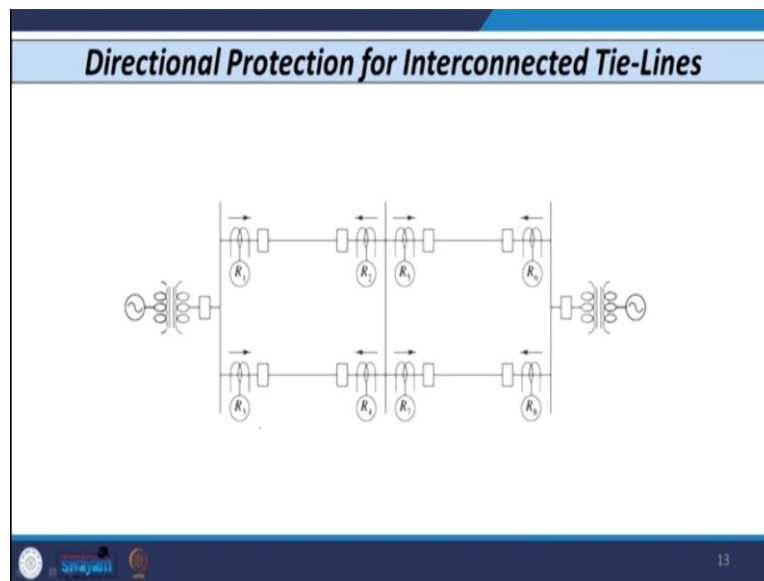 Directional Protection for Interconnected Tie-Lines
R₁ R₂ R₅ R₆
R₃ R₄ R₇ R₈
swayam 13